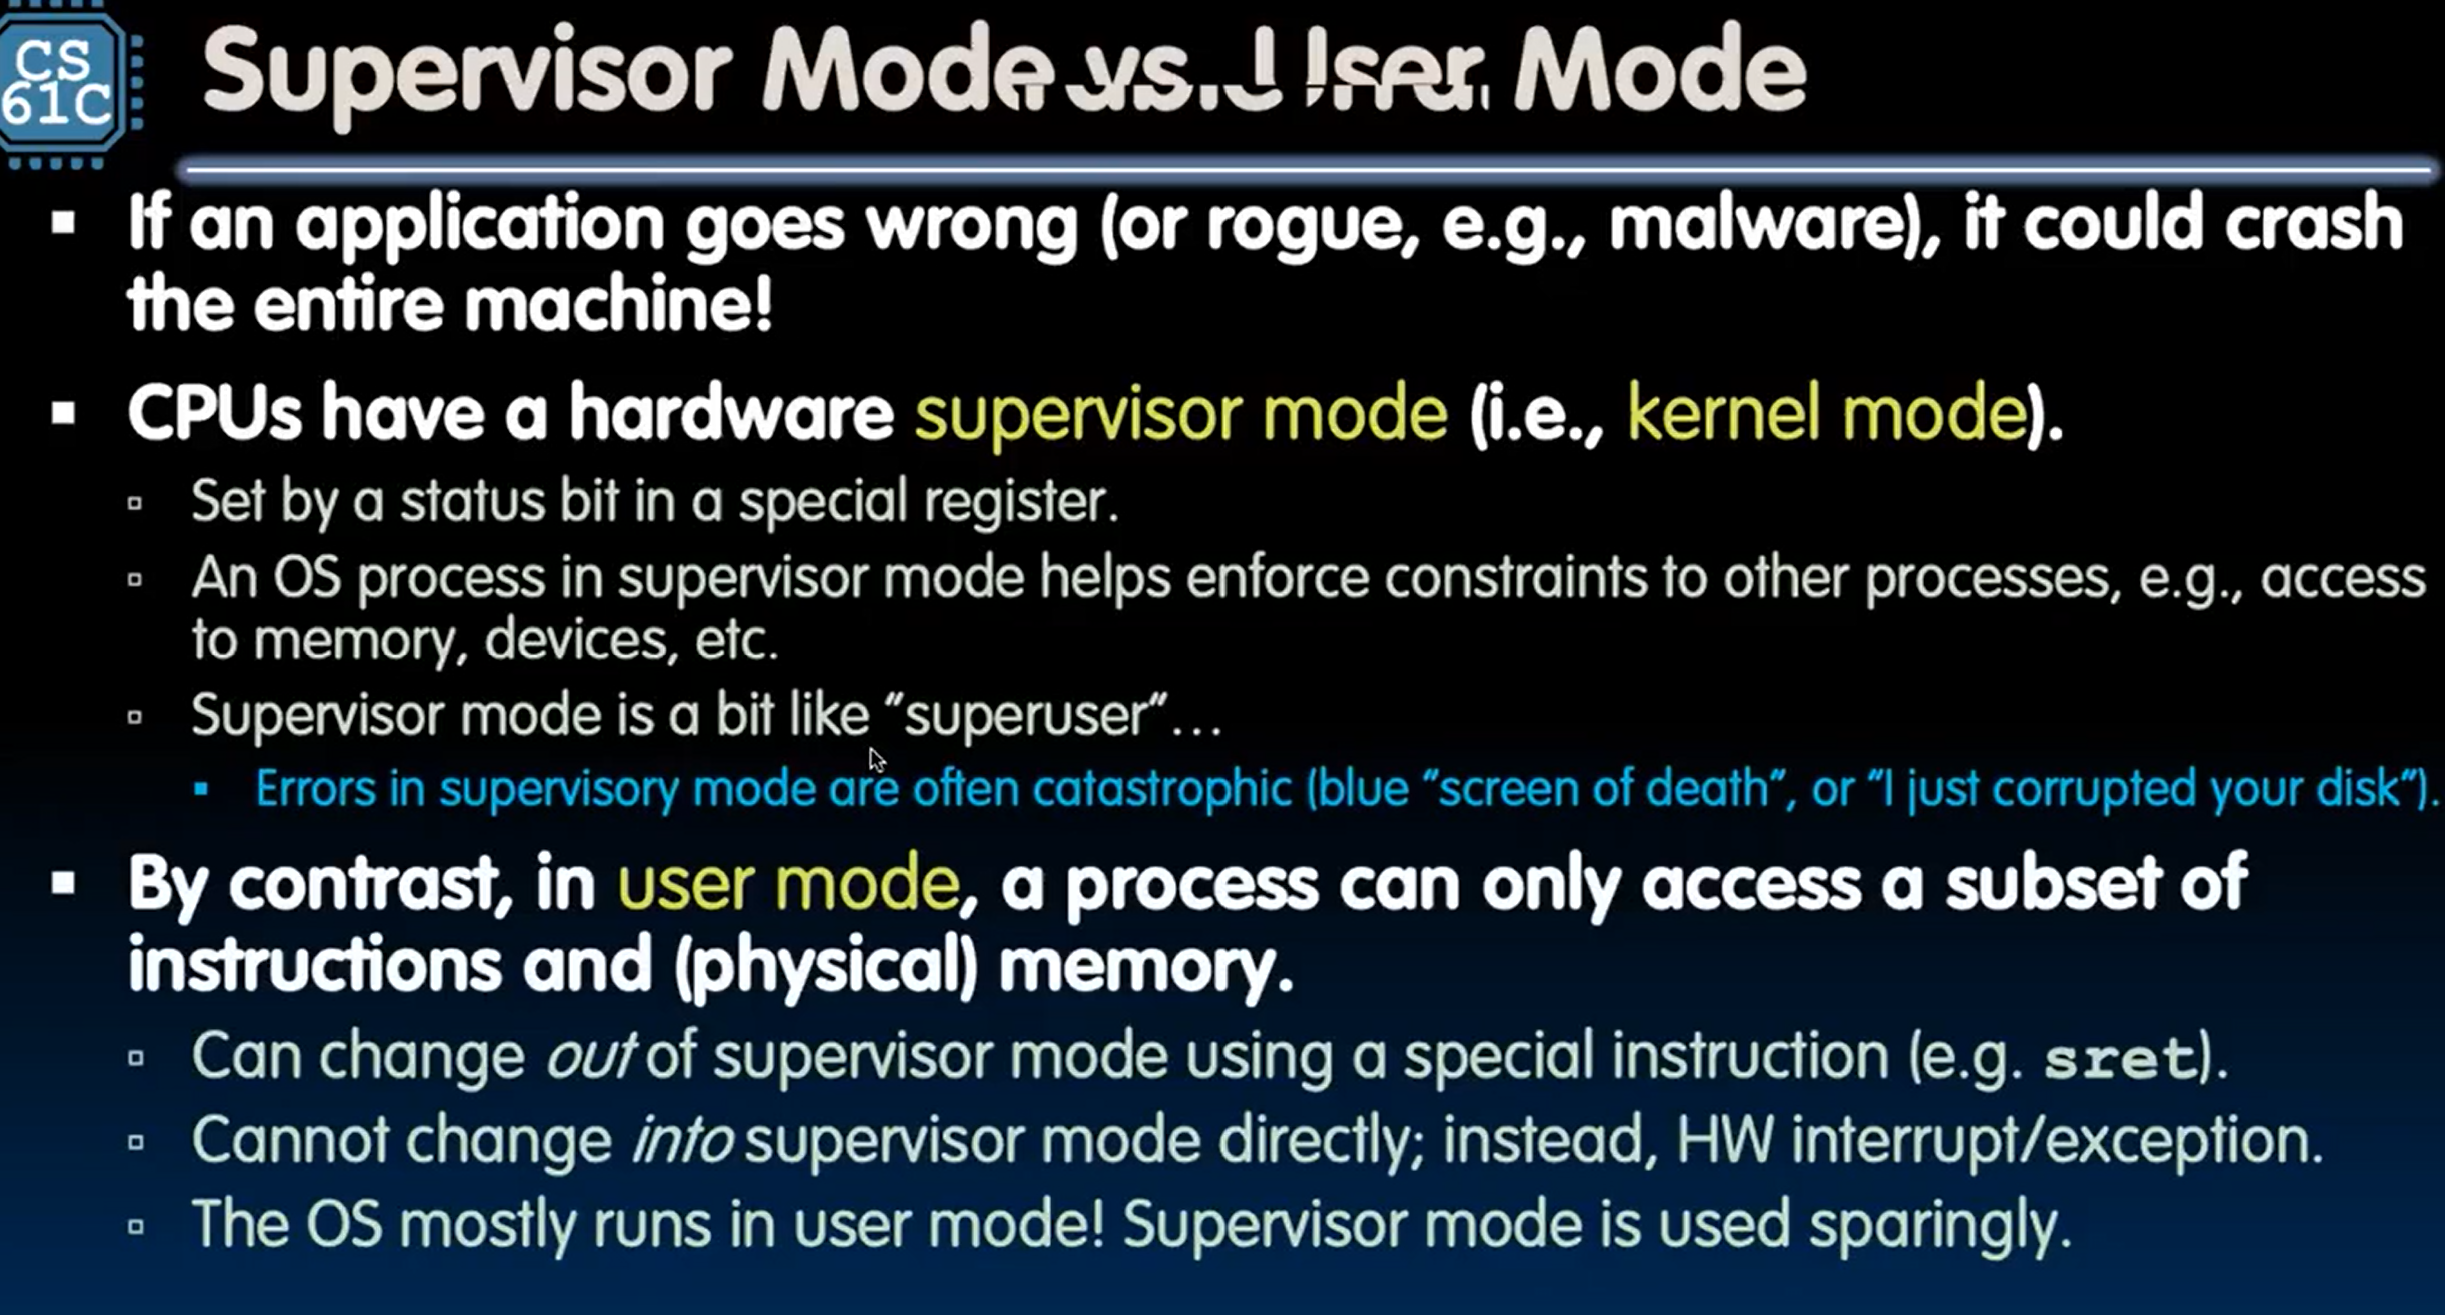 CS
61C
Supervisor Mode vs. User Mode
▪ If an application goes wrong (or rogue, e.g., malware), it could crash
the entire machine!
▪ CPUs have a hardware supervisor mode (i.e., kernel mode).
▫ Set by a status bit in a special register.
▫ An OS process in supervisor mode helps enforce constraints to other processes, e.g., access
to memory, devices, etc.
▫ Supervisor mode is a bit like “superuser”…
▪ Errors in supervisory mode are often catastrophic (blue “screen of death”, or “I just corrupted your disk”).
▪ By contrast, in user mode, a process can only access a subset of
instructions and (physical) memory.
▫ Can change out of supervisor mode using a special instruction (e.g. sret).
▫ Cannot change into supervisor mode directly; instead, HW interrupt/exception.
▫ The OS mostly runs in user mode! Supervisor mode is used sparingly.